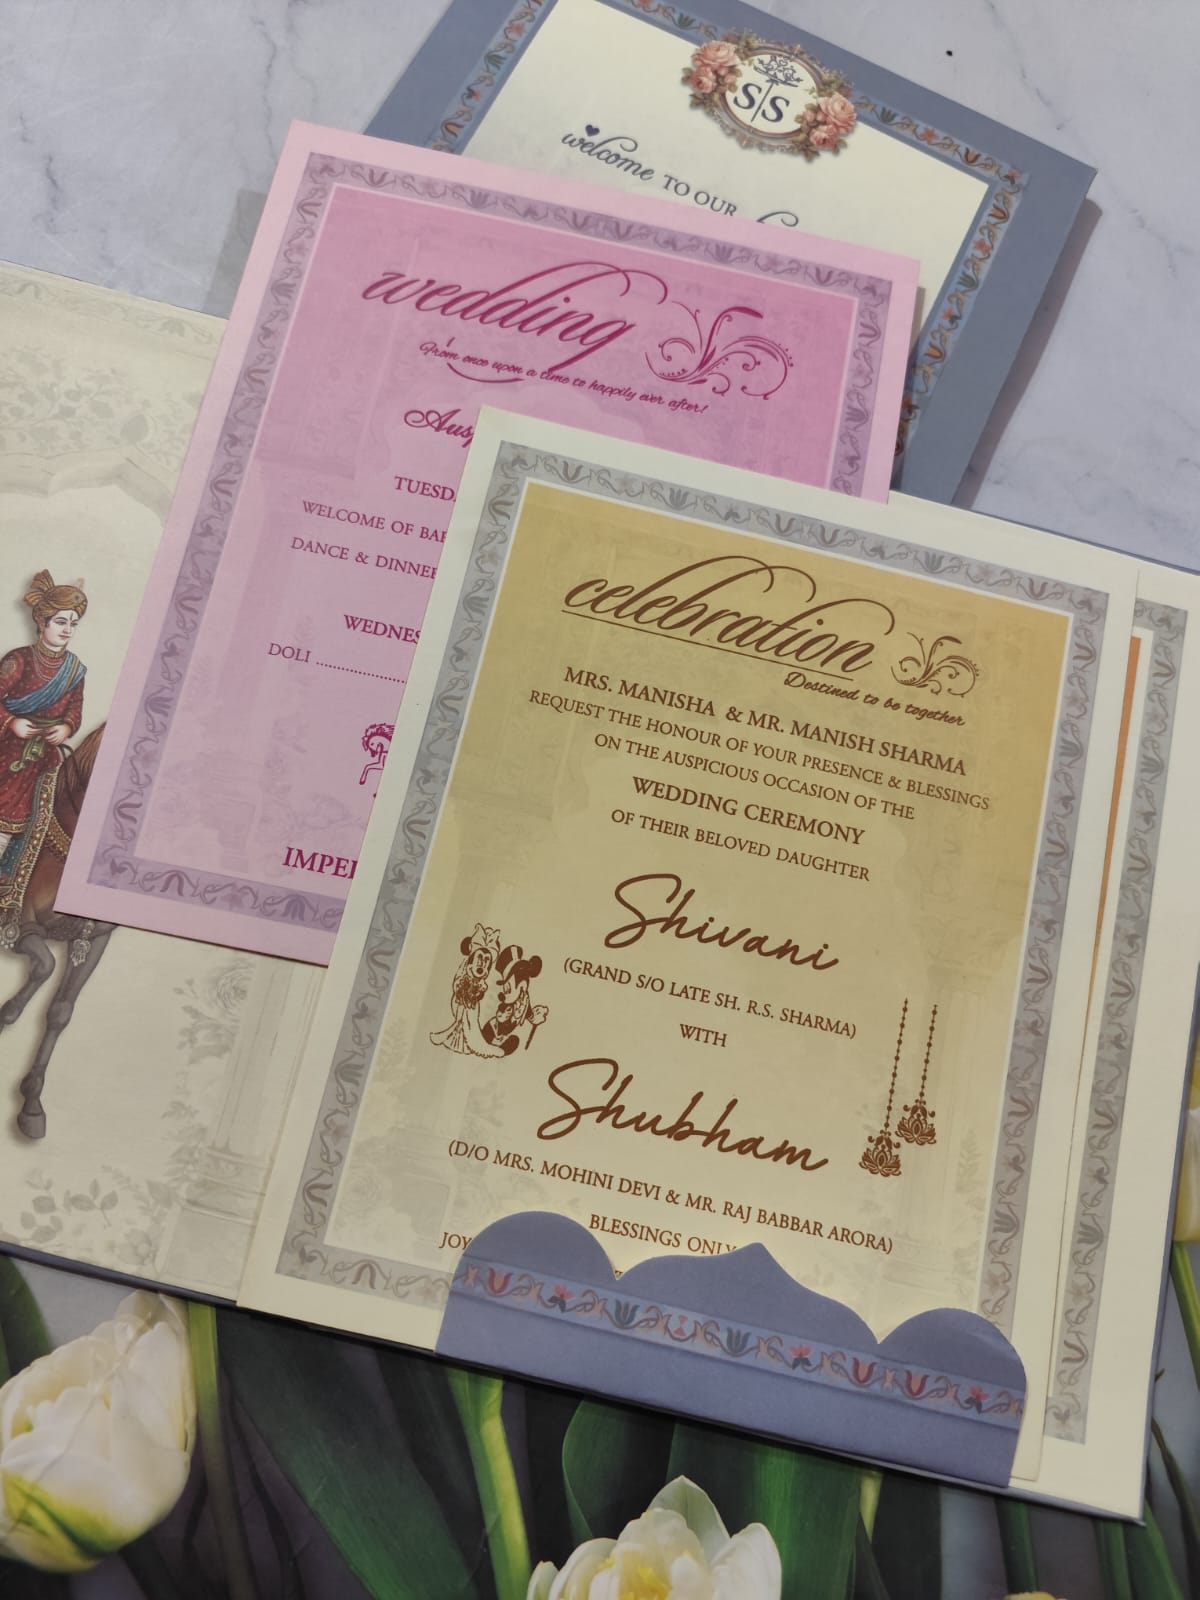 S S
welcome TO OUR
wedding
From once upon a time to happily ever after!
TUESD
WELCOME OF BA
DANCE & DINNE
WEDNES
DOLI ........................
IMPE
celebration
Destined to be together
MRS. MANISHA & MR. MANISH SHARMA
REQUEST THE HONOUR OF YOUR PRESENCE & BLESSINGS
ON THE AUSPICIOUS OCCASION OF THE
WEDDING CEREMONY
OF THEIR BELOVED DAUGHTER
Shivani
(GRAND S/O LATE SH. R.S. SHARMA)
WITH
Shubham
(D/O MRS. MOHINI DEVI & MR. RAJ BABBAR ARORA)
BLESSINGS ONLY
JOY